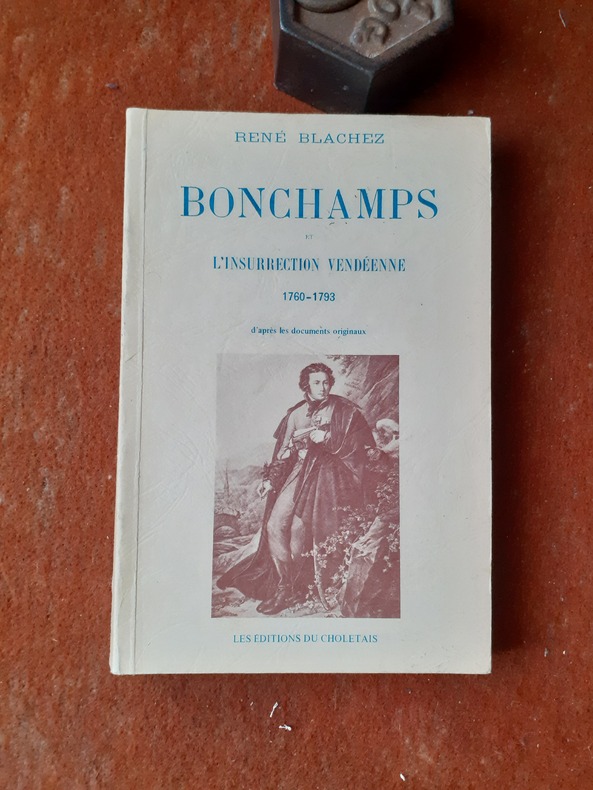 RENÉ BLACHEZ
BONCHAMPS
ET
L'INSURRECTION VENDÉENNE
1760-1793
d'après les documents originaux
LES ÉDITIONS DU CHOLETAIS